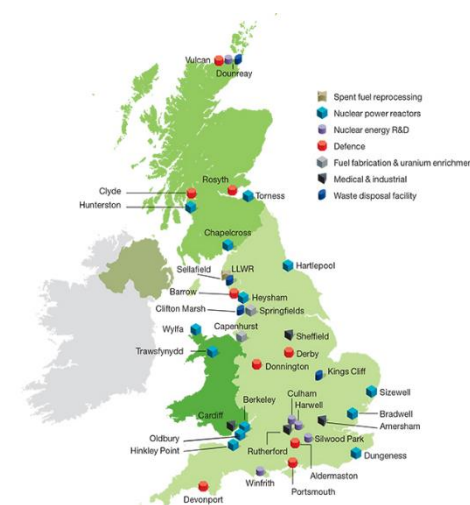 Vulcan
Dounreay
Spent fuel reprocessing
Nuclear power reactors
Nuclear energy R&D
Defence
Fuel fabrication & uranium enrichment
Medical & industrial
Waste disposal facility
Rosyth
Clyde
Torness
Hunterston
Chapelcross
Hartlepool
Sellafield
LLWR
Barrow
Heysham
Clifton Marsh
Springfields
Wylfa
Capenhurst
Sheffield
Trawsfynydd
Derby
Donnington
Kings Cliff
Sizewell
Culham
Berkeley
Harwell
Bradwell
Cardiff
Amersham
Oldbury
Silwood Park
Hinkley Point
Rutherford
Dungeness
Aldermaston
Winfrith
Devonport
Portsmouth